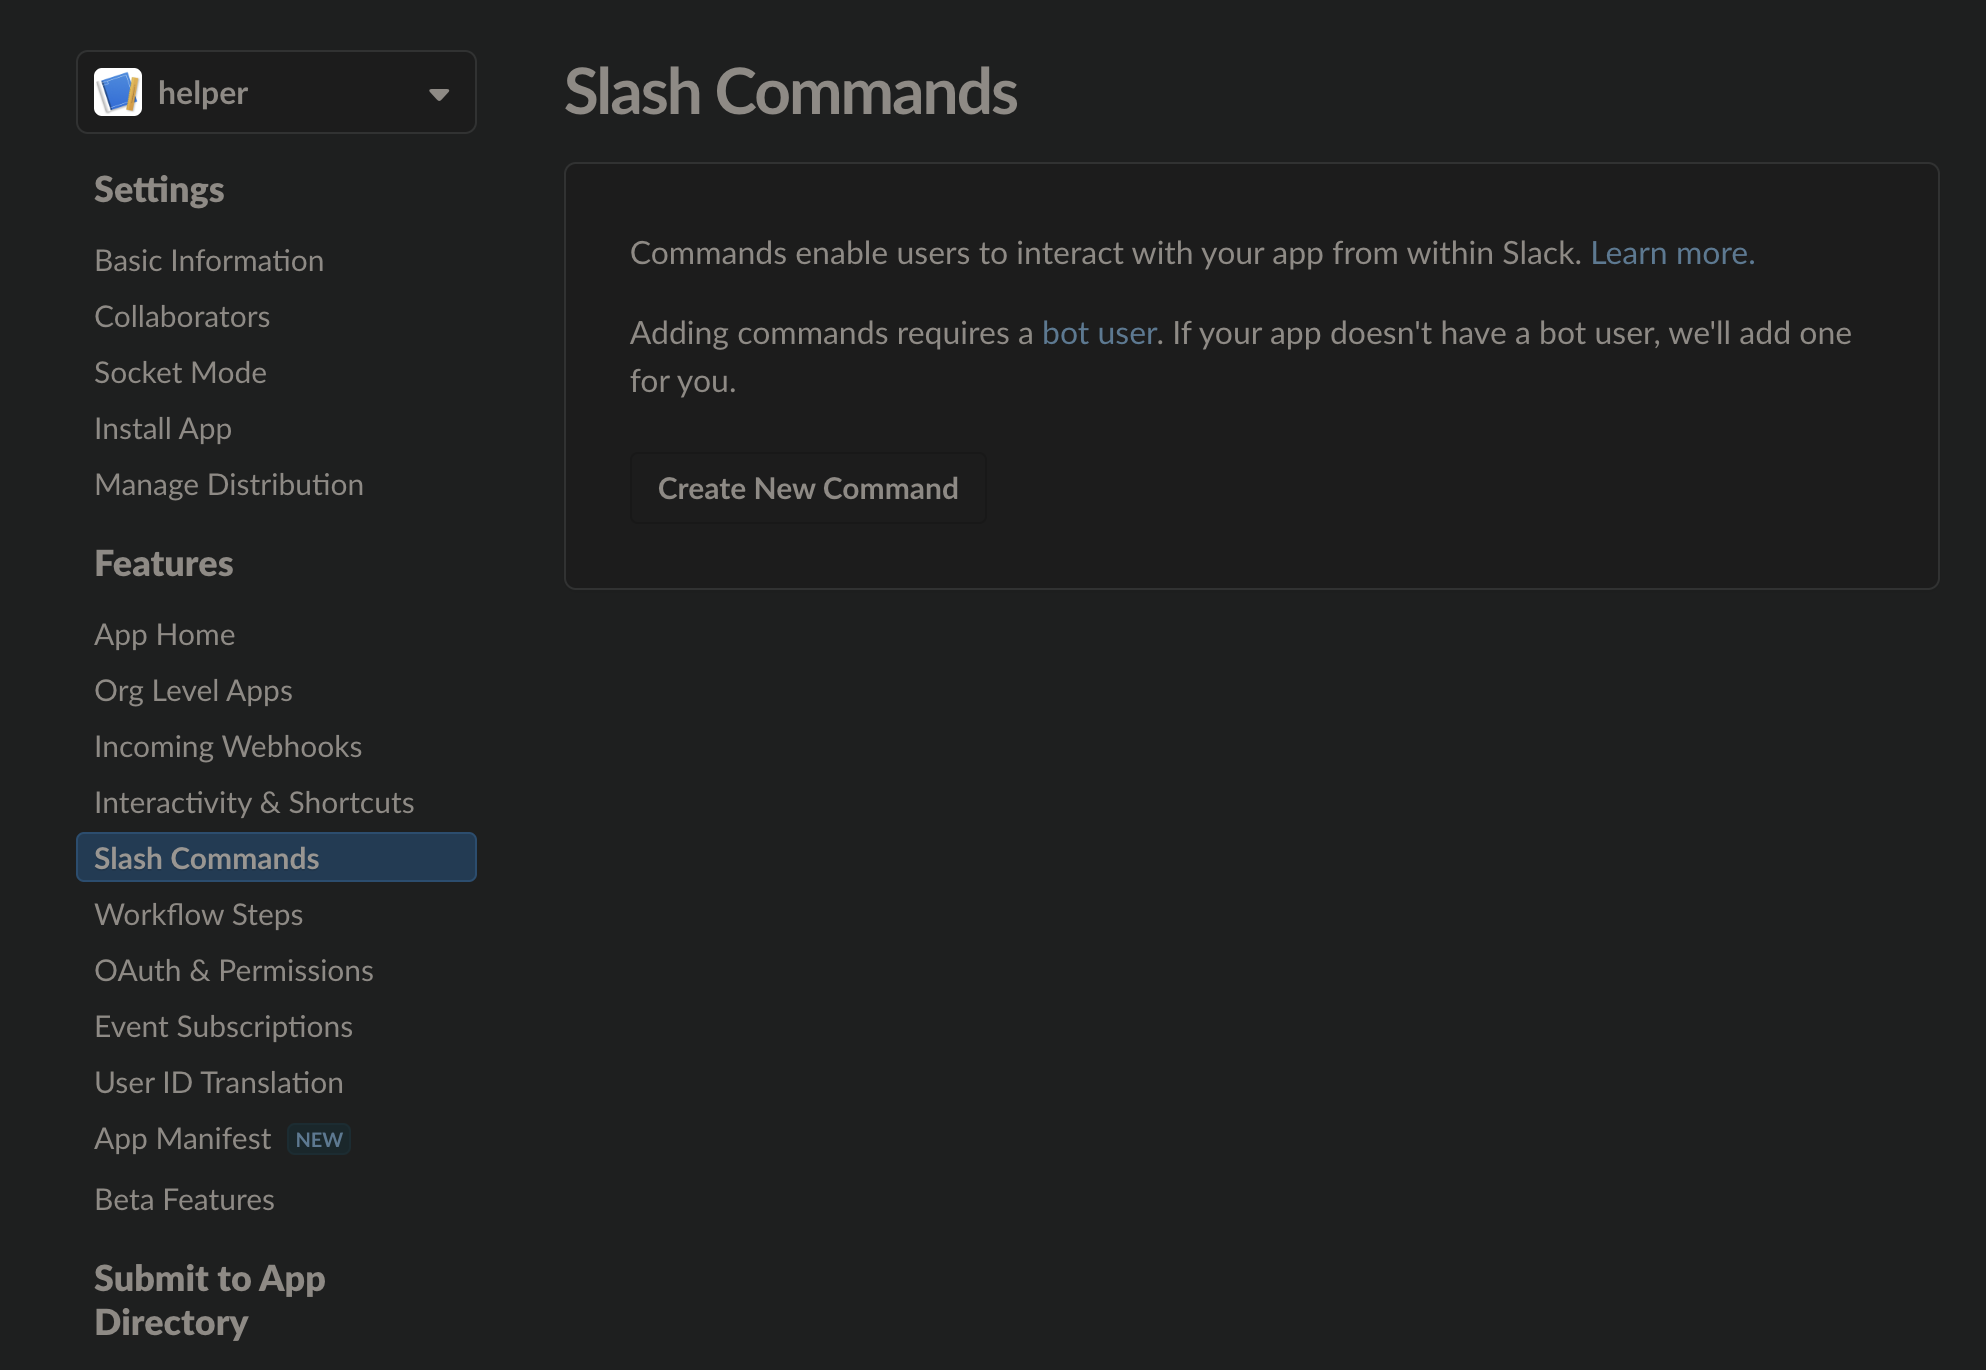 helper
Settings
Basic Information
Collaborators
Socket Mode
Install App
Manage Distribution
Features
App Home
Org Level Apps
Incoming Webhooks
Interactivity & Shortcuts
Slash Commands
Workflow Steps
OAuth & Permissions
Event Subscriptions
User ID Translation
App Manifest NEW
Beta Features
Submit to App
Directory
Slash Commands
Commands enable users to interact with your app from within Slack. Learn more.
Adding commands requires a bot user. If your app doesn't have a bot user, we'll add one
for you.
Create New Command